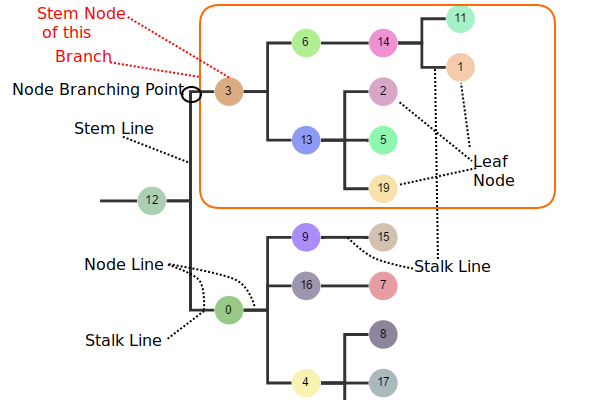 Stem Node
of this
Branch
Node Branching Point
Stem Line
11
6
14
1
3
2
13
5
Leaf
Node
19
12
9
15
Node Line
Stalk Line
16
7
0
Stalk Line
8
4
17